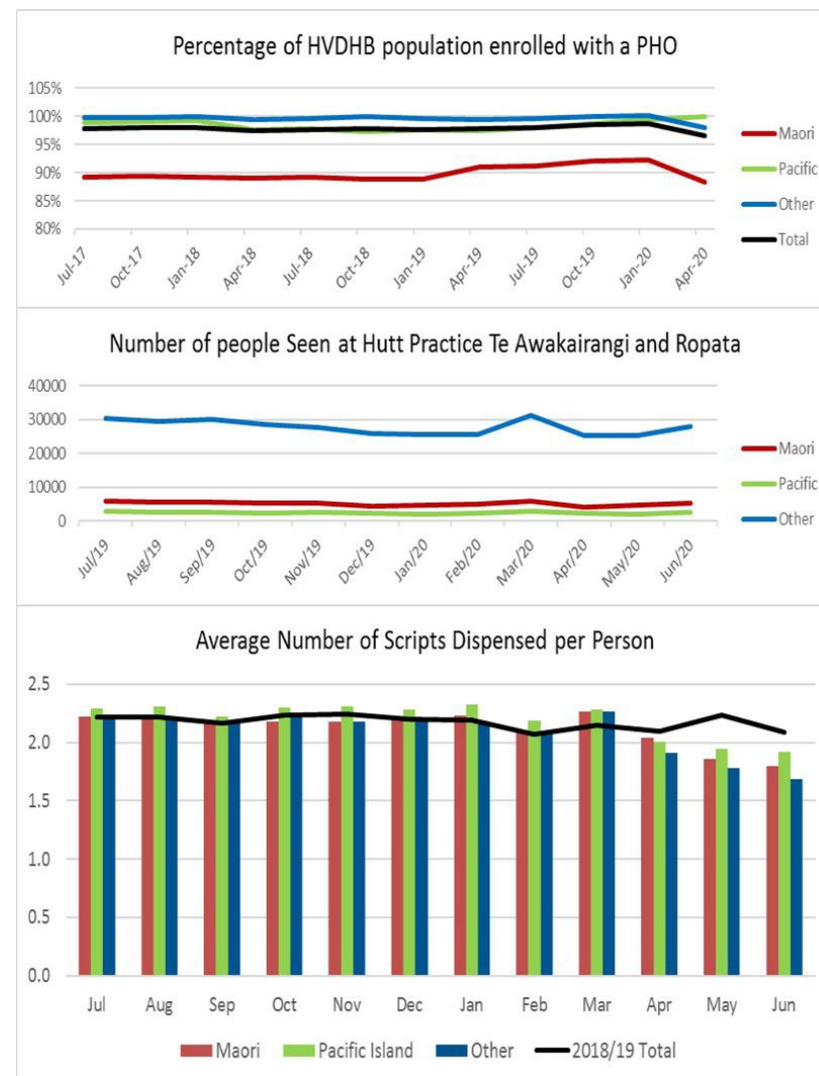 Percentage of HVDHB population enrolled with a PHO
105%
100%
95%
90%
85%
80%
Jul-17 Oct-17 Jan-18 Apr-18 Jul-18 Oct-18 Jan-19 Apr-19 Jul-19 Oct-19 Jan-20 Apr-20
Maori
Pacific
Other
Total
Number of people Seen at Hutt Practice Te Awakairangi and Ropata
40000
30000
20000
10000
0
Jul/19 Aug/19 Sep/19 Oct/19 Nov/19 Dec/19 Jan/20 Feb/20 Mar/20 Apr/20 May/20 Jun/20
Maori
Pacific
Other
Average Number of Scripts Dispensed per Person
2.5
2.0
1.5
1.0
0.5
0.0
Jul Aug Sep Oct Nov Dec Jan Feb Mar Apr May Jun
Maori Pacific Island Other 2018/19 Total